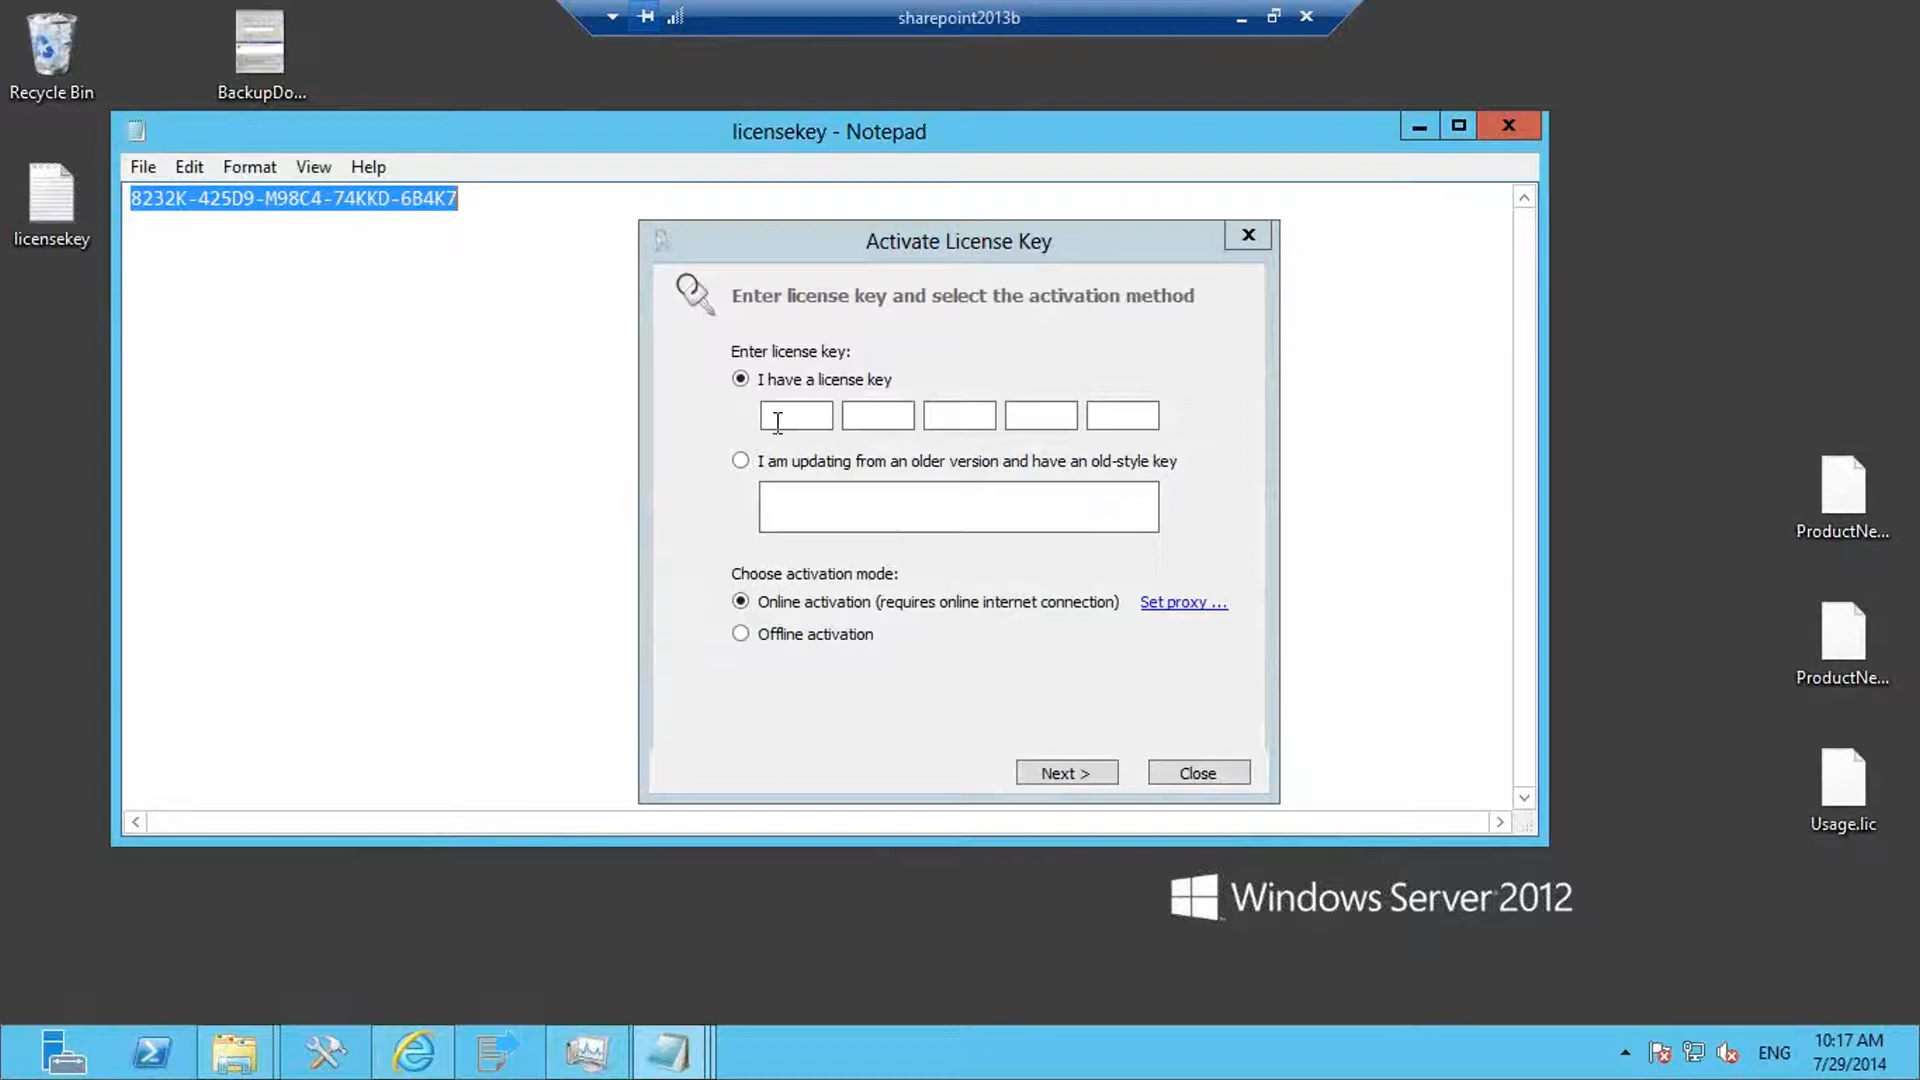 sharepoint2013b
Recycle Bin
BackupDo...
licensekey - Notepad
File Edit Format View Help
8232K-425D9-M98C4-74KKD-6B4K7
licensekey
Activate License Key
Enter license key and select the activation method
Enter license key:
I have a license key
I am updating from an older version and have an old-style key
Choose activation mode:
Online activation (requires online internet connection) Set proxy ...
Offline activation
Next >
Close
ProductNe...
ProductNe...
Usage.lic
Windows Server 2012
ENG
10:17 AM
7/29/2014